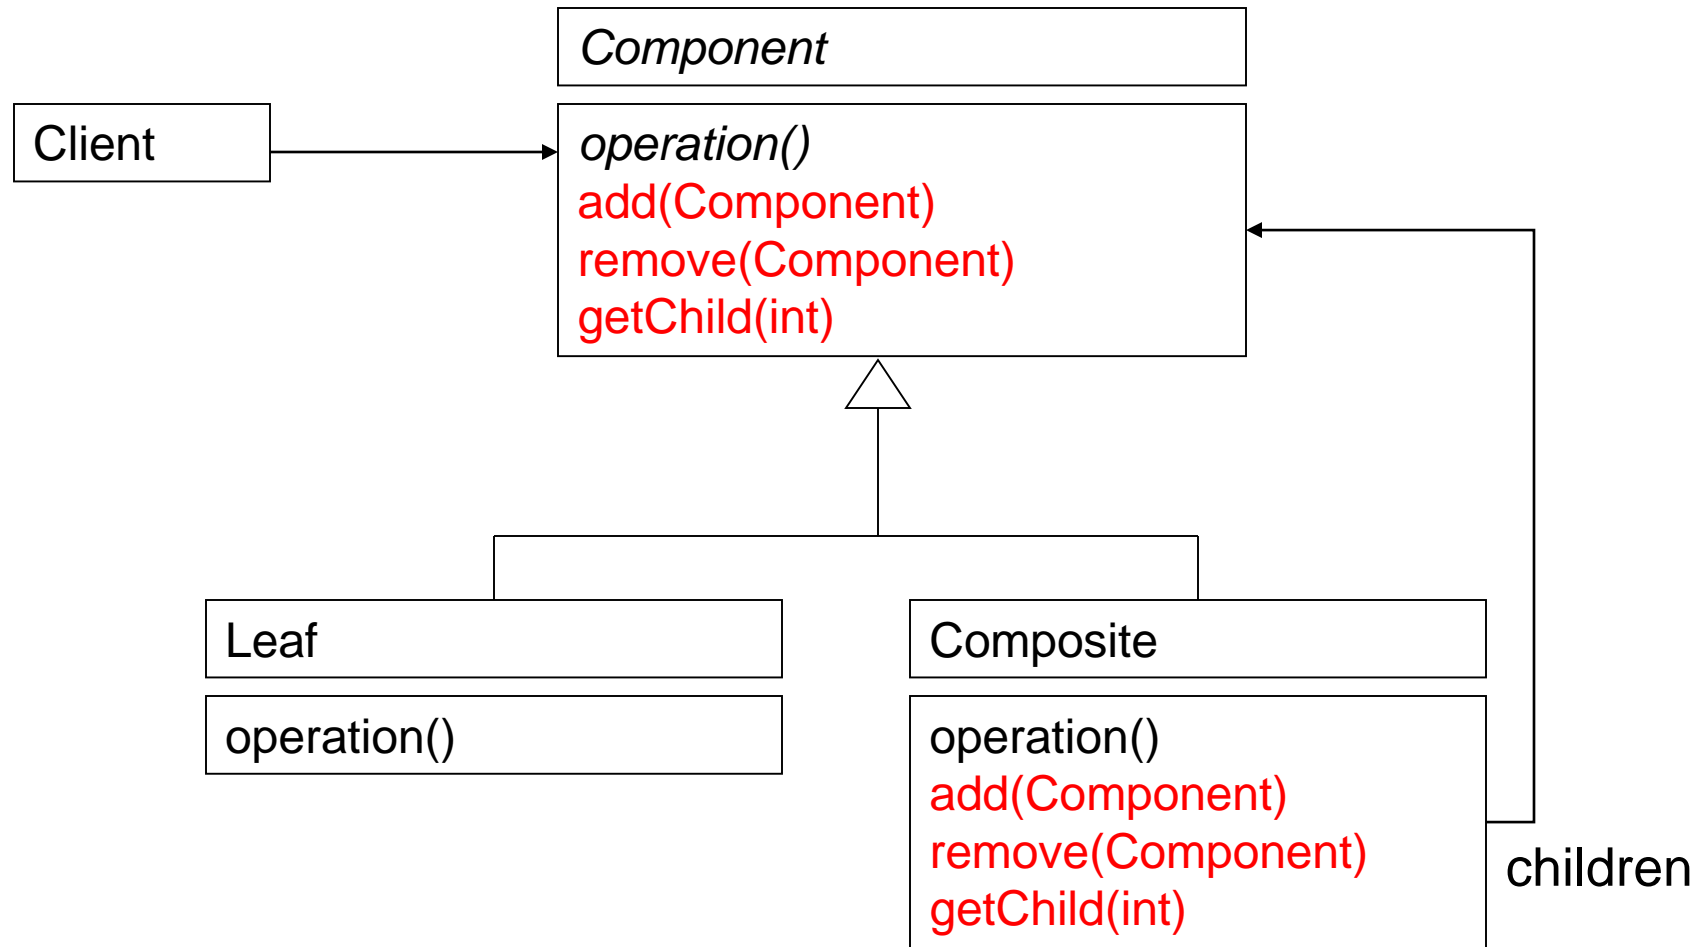 Component
Client
operation()
add(Component)
remove(Component)
getChild(int)
Leaf
operation()
Composite
operation()
add(Component)
remove(Component)
getChild(int)
children